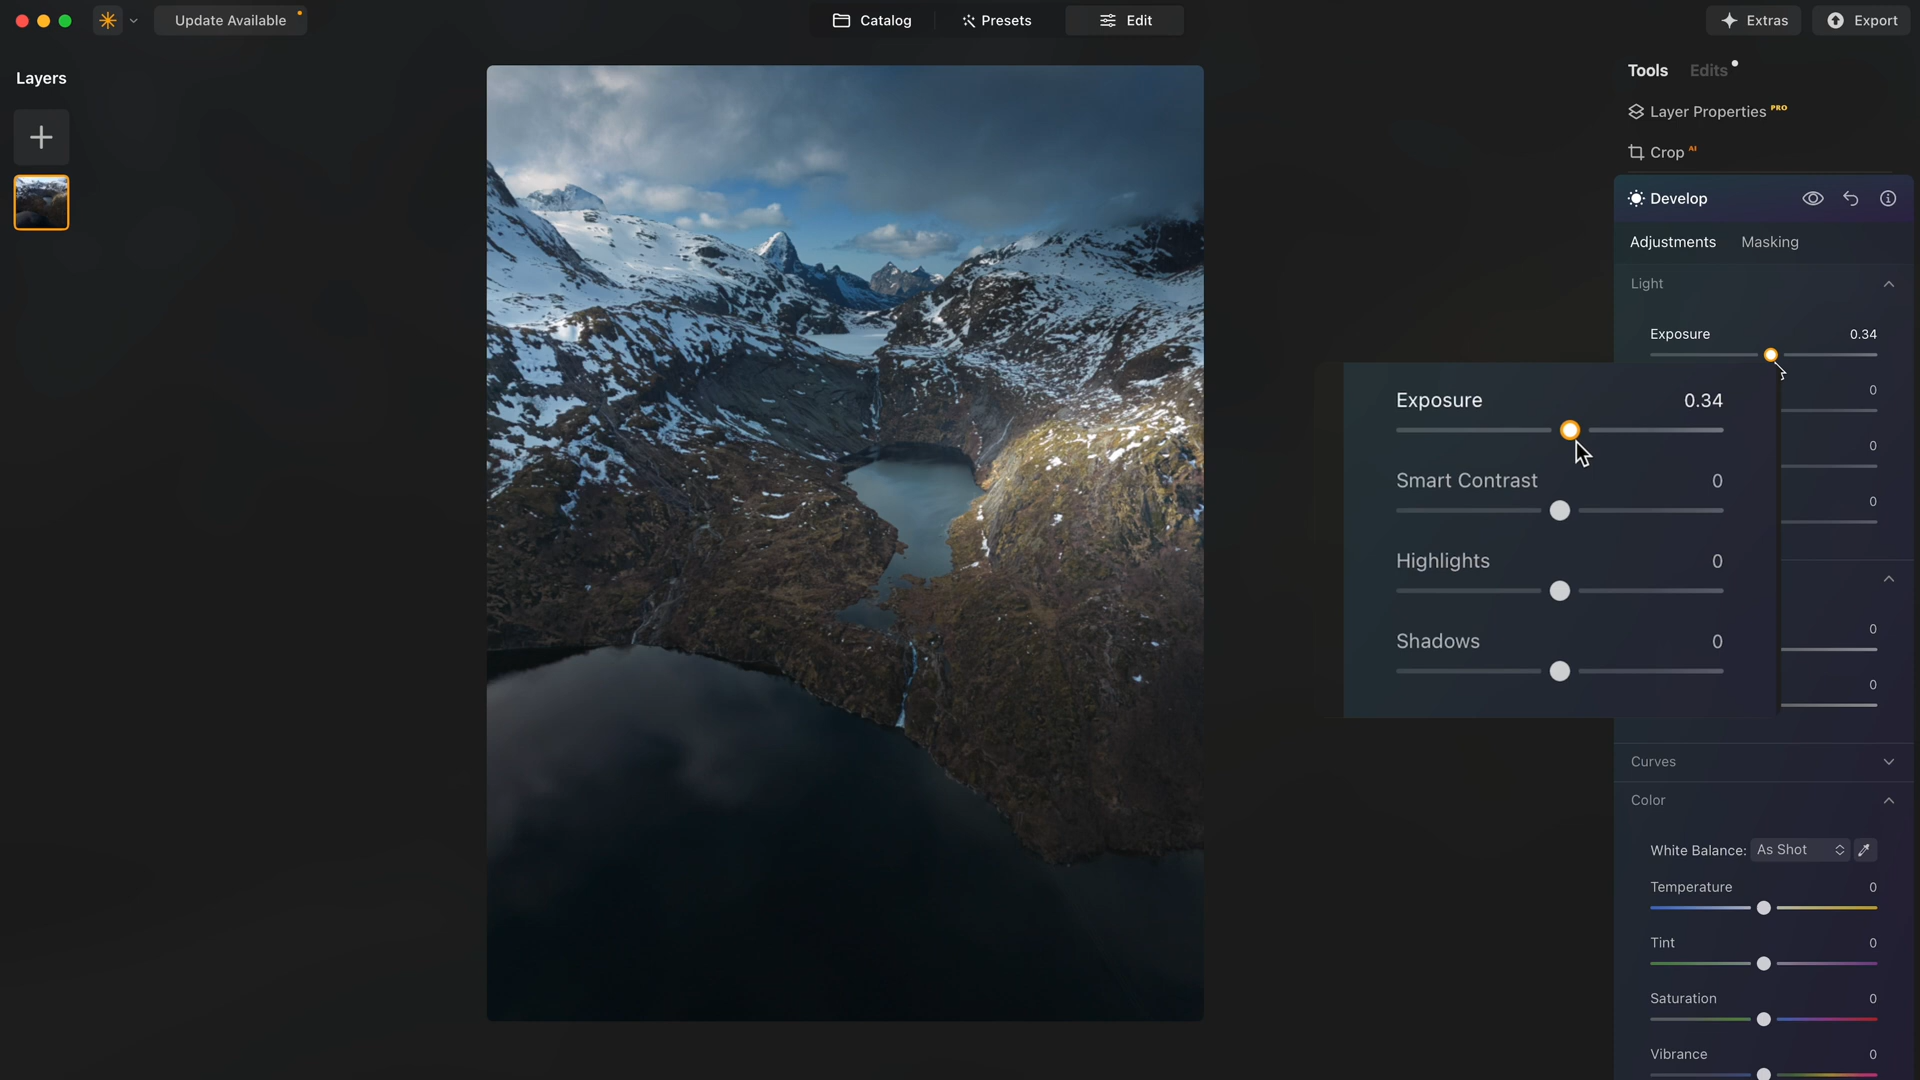 Update Available
Catalog
Presets
Edit
Extras
Export
Layers
Tools
Edits
Layer Properties PRO
Crop AI
Develop
Adjustments
Masking
Light
Exposure 0.34
0
0
0
Exposure 0.34
Smart Contrast 0
Highlights 0
Shadows 0
0
0
Curves
Color
White Balance: As Shot
Temperature 0
Tint 0
Saturation 0
Vibrance 0